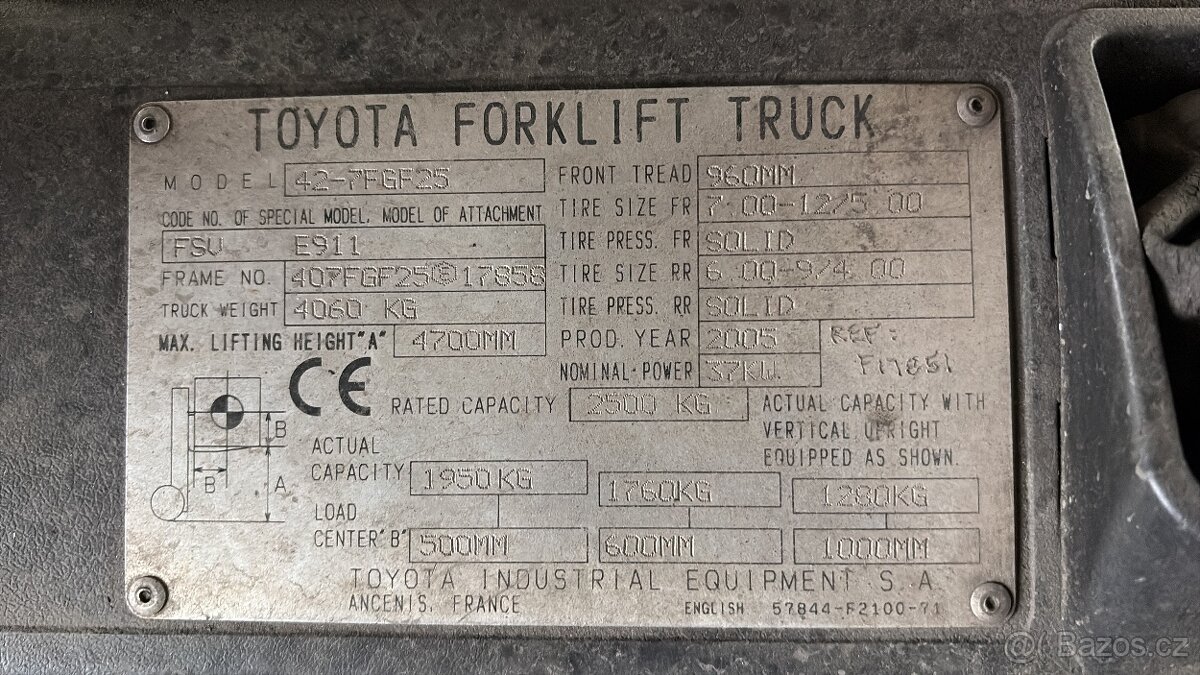 TOYOTA FORKLIFT TRUCK
MODEL 42-7FGF25
CODE NO. OF SPECIAL MODEL. MODEL OF ATTACHMENT
FSV E911
FRAME NO. 407FGF25©17858
TRUCK WEIGHT 4060 KG
MAX. LIFTING HEIGHT"A" 4700MM
FRONT TREAD 960MM
TIRE SIZE FR 7.00-12/5.00
TIRE PRESS. FR SOLID
TIRE SIZE RR 6.00-9/4.00
TIRE PRESS. RR SOLID
PROD. YEAR 2005
NOMINAL-POWER 37KW.
REF:
F17851
CE
RATED CAPACITY 2500 KG
ACTUAL CAPACITY WITH
VERTICAL UPRIGHT
EQUIPPED AS SHOWN.
B
B
A
ACTUAL
CAPACITY 1950KG 1760KG 1280KG
LOAD
CENTER"B" 500MM 600MM 1000MM
TOYOTA INDUSTRIAL EQUIPMENT S.A.
ANCENIS. FRANCE
ENGLISH 57844-F2100-71
@ Bazos.cz